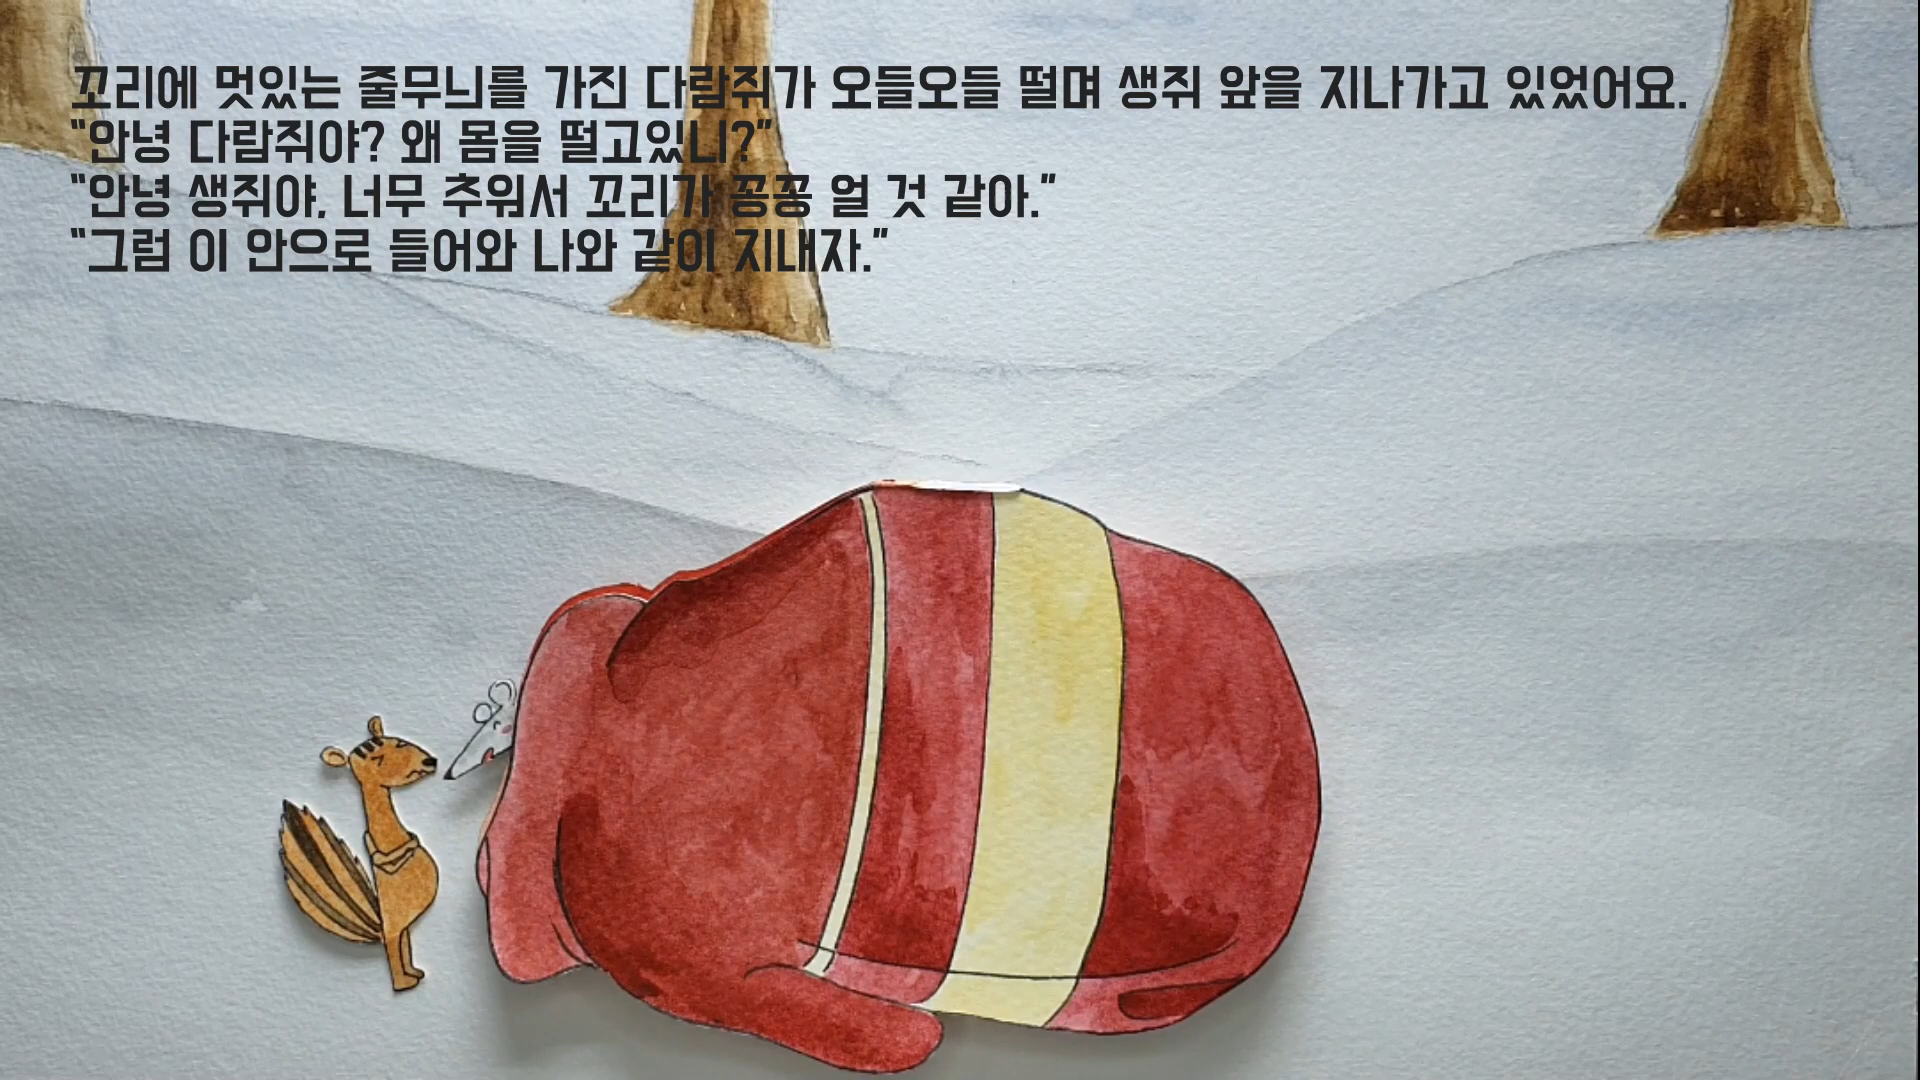 꼬리에 멋있는 줄무늬를 가진 다람쥐가 오들오들 떨며 생쥐 앞을 지나가고 있었어요.
“안녕 다람쥐야? 왜 몸을 떨고있니?”
“안녕 생쥐야, 너무 추워서 꼬리가 꽁꽁 얼 것 같아.”
“그럼 이 안으로 들어와 나와 같이 지내자.”